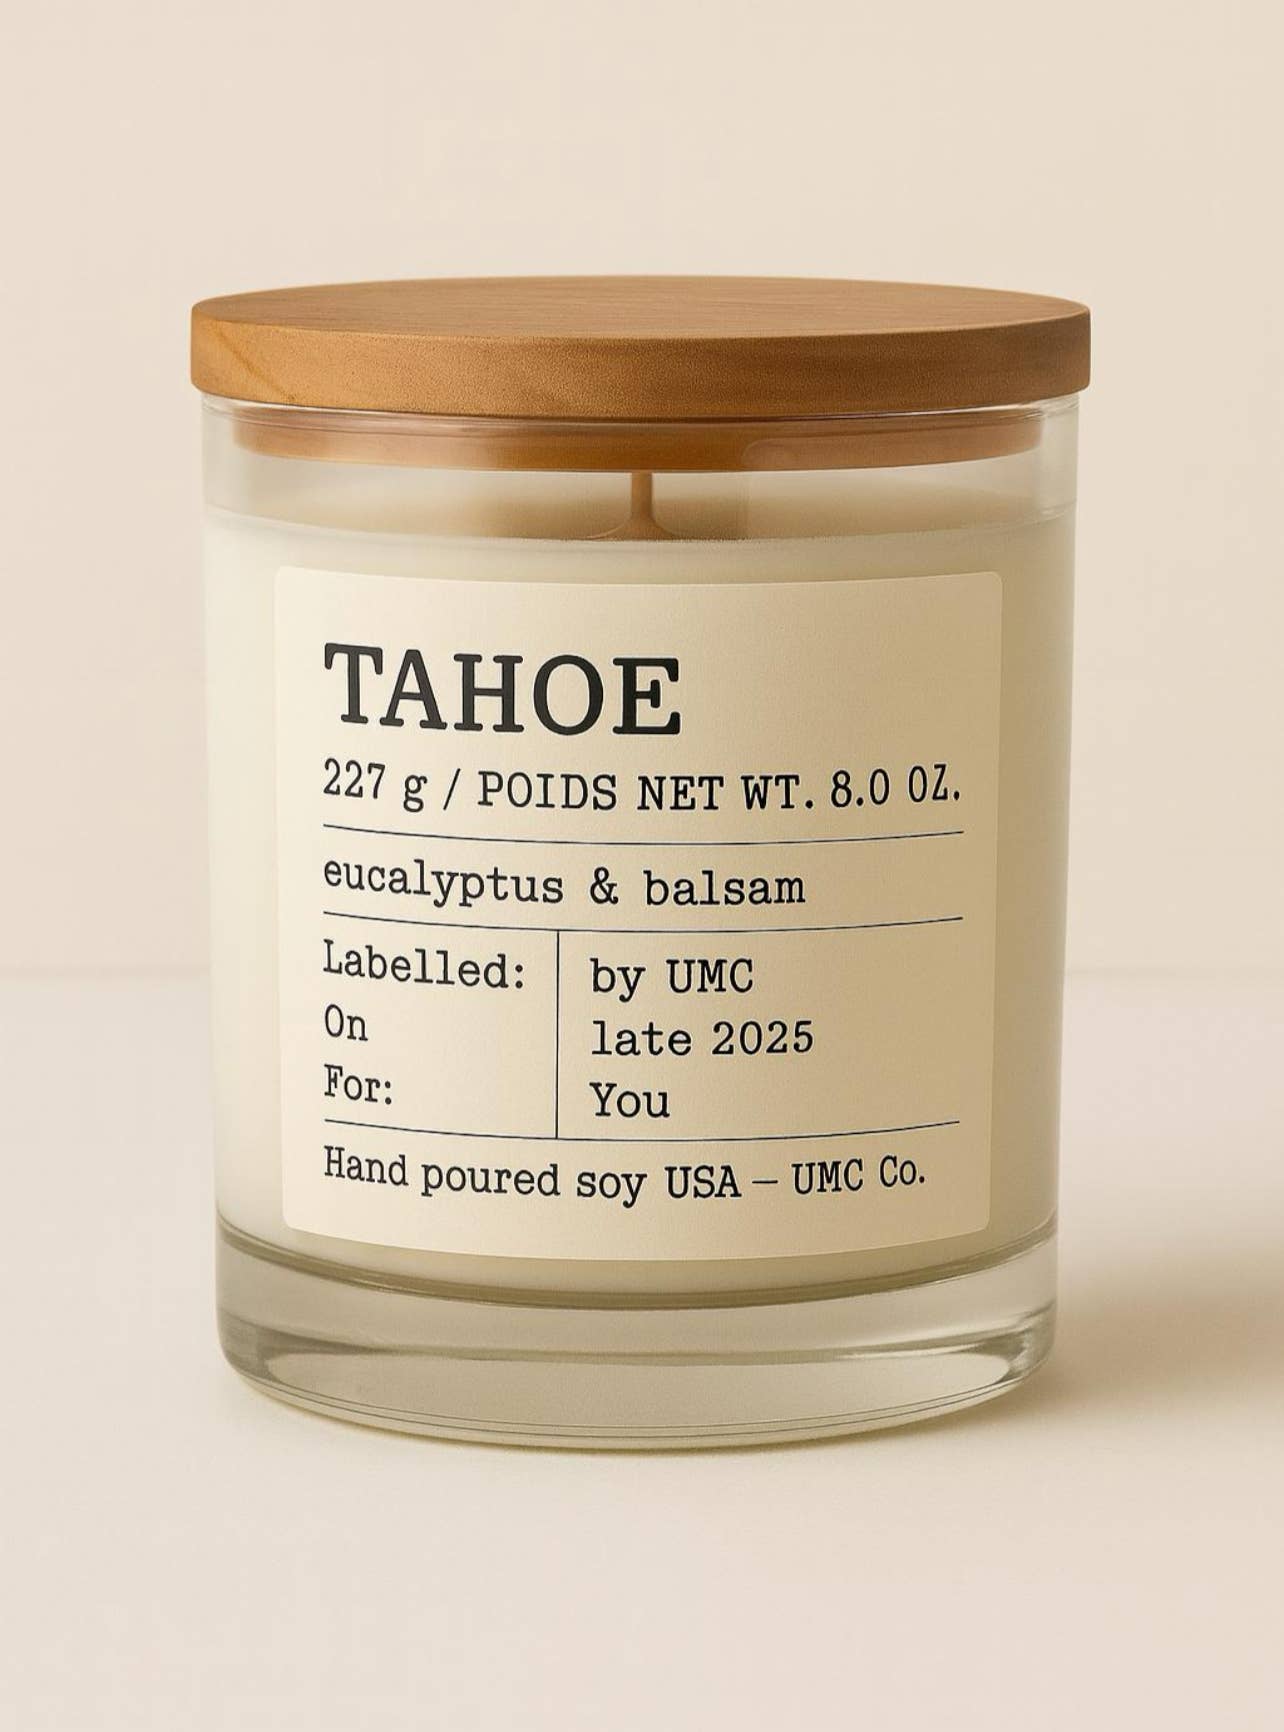 TAHOE
227 g / POIDS NET WT. 8.0 OZ.
eucalyptus & balsam
Labelled: by UMC
On late 2025
For: You
Hand poured soy USA — UMC Co.